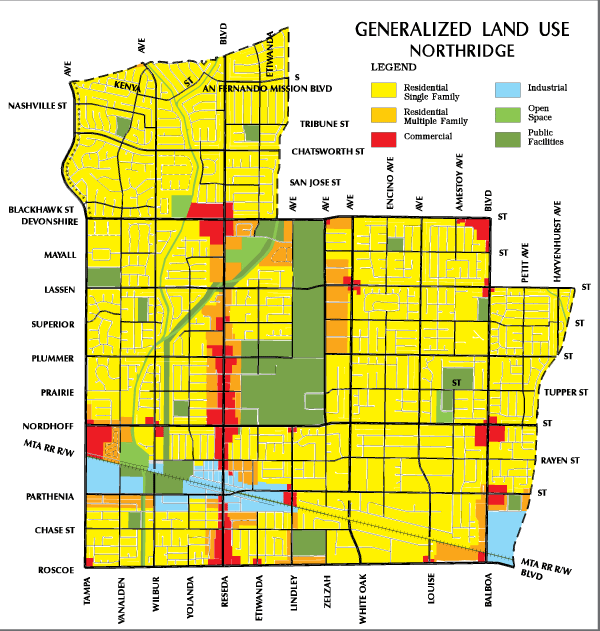 GENERALIZED LAND USE
NORTHRIDGE
LEGEND
Residential
Single Family
Residential
Multiple Family
Commercial
Industrial
Open
Space
Public
Facilities
AVE
AVE
BLVD
ETIWANDA
KENYA
ST
S
AN FERNANDO MISSION BLVD
NASHVILLE ST
TRIBUNE ST
CHATSWORTH ST
SAN JOSE ST
AVE
AVE
AVE
ENCINO AVE
AVE
AMESTOY AVE
BLVD
PETIT AVE
HAYVENHURST AVE
BLACKHAWK ST
DEVONSHIRE
ST
MAYALL
ST
LASSEN
ST
SUPERIOR
ST
PLUMMER
ST
PRAIRIE
ST
TUPPER ST
NORDHOFF
ST
MTA RR R/W
RAYEN ST
PARTHENIA
ST
CHASE ST
ROSCOE
MTA RR R/W
BLVD
TAMPA
VANALDEN
WILBUR
YOLANDA
RESEDA
ETIWANDA
LINDLEY
ZELZAH
WHITE OAK
LOUISE
BALBOA